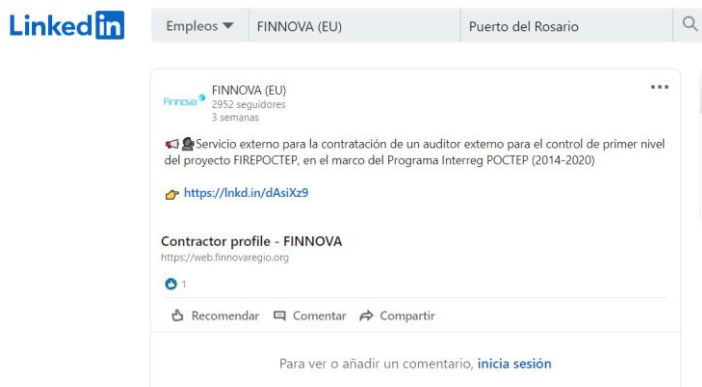 Linked in
Empleos FINNOVA (EU) Puerto del Rosario
Finnova
FINNOVA (EU)
2952 seguidores
3 semanas
Servicio externo para la contratación de un auditor externo para el control de primer nivel
del proyecto FIREPOCTEP, en el marco del Programa Interreg POCTEP (2014-2020)
https://lnkd.in/dAsiXz9
Contractor profile - FINNOVA
https://web.finnovaregio.org
1
Recomendar Comentar Compartir
Para ver o añadir un comentario, inicia sesión